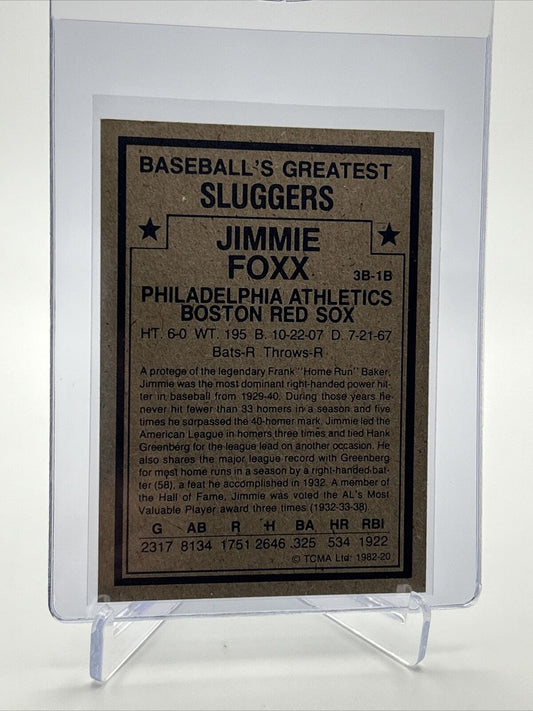 BASEBALL'S GREATEST
SLUGGERS
JIMMIE
FOXX
3B-1B
PHILADELPHIA ATHLETICS
BOSTON RED SOX
HT. 6-0 WT. 195 B. 10-22-07 D. 7-21-67
Bats-R Throws-R
A protege of the legendary Frank "Home Run" Baker,
Jimmie was the most dominant right-handed power hit-
ter in baseball from 1929-40. During those years he
never hit fewer than 33 homers in a season and five
times he surpassed the 40-homer mark. Jimmie led the
American League in homers three times and tied Hank
Greenberg for the league lead on another occasion. He
also shares the major league record with Greenberg
for most home runs in a season by a right-handed bat-
ter (58), a feat he accomplished in 1932. A member of
the Hall of Fame, Jimmie was voted the AL's Most
Valuable Player award three times (1932-33-38).
G AB R H BA HR RBI
2317 8134 1751 2646 .325 534 1922
© TCMA Ltd. 1982-20